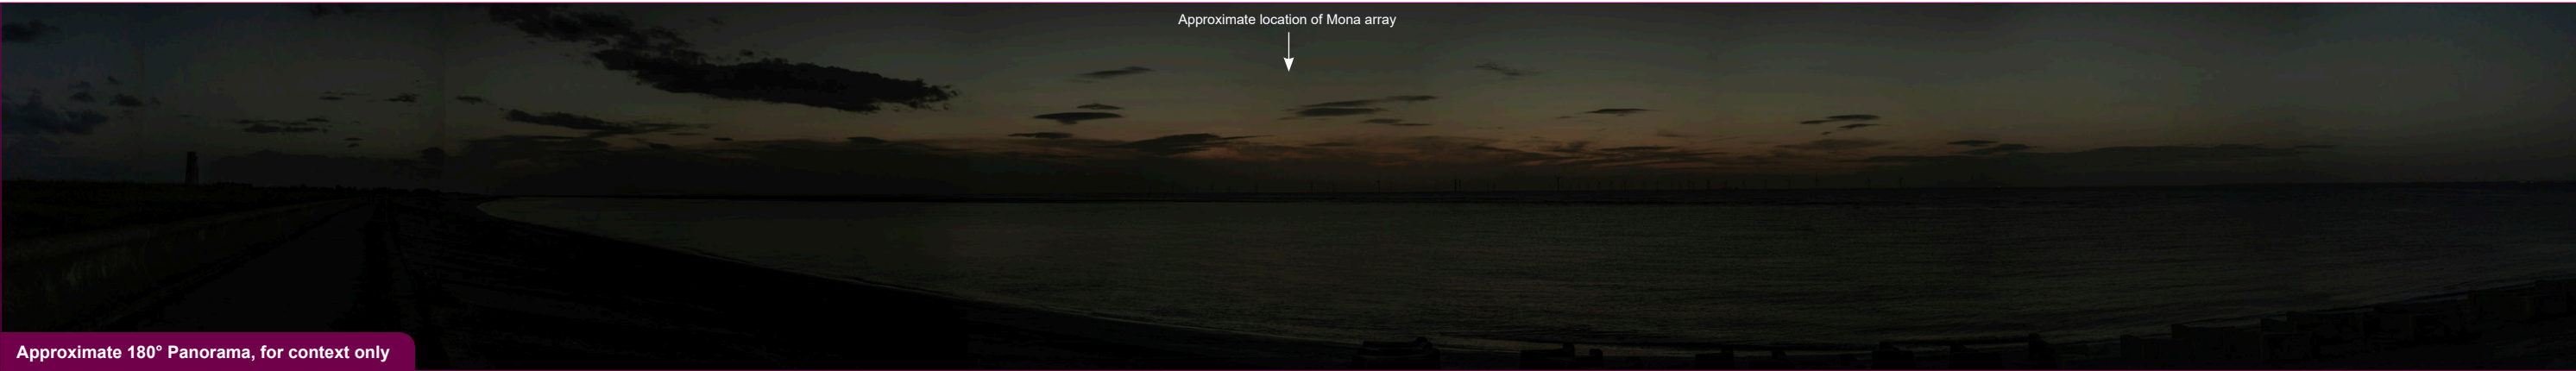 Approximate location of Mona array
Approximate 180° Panorama, for context only